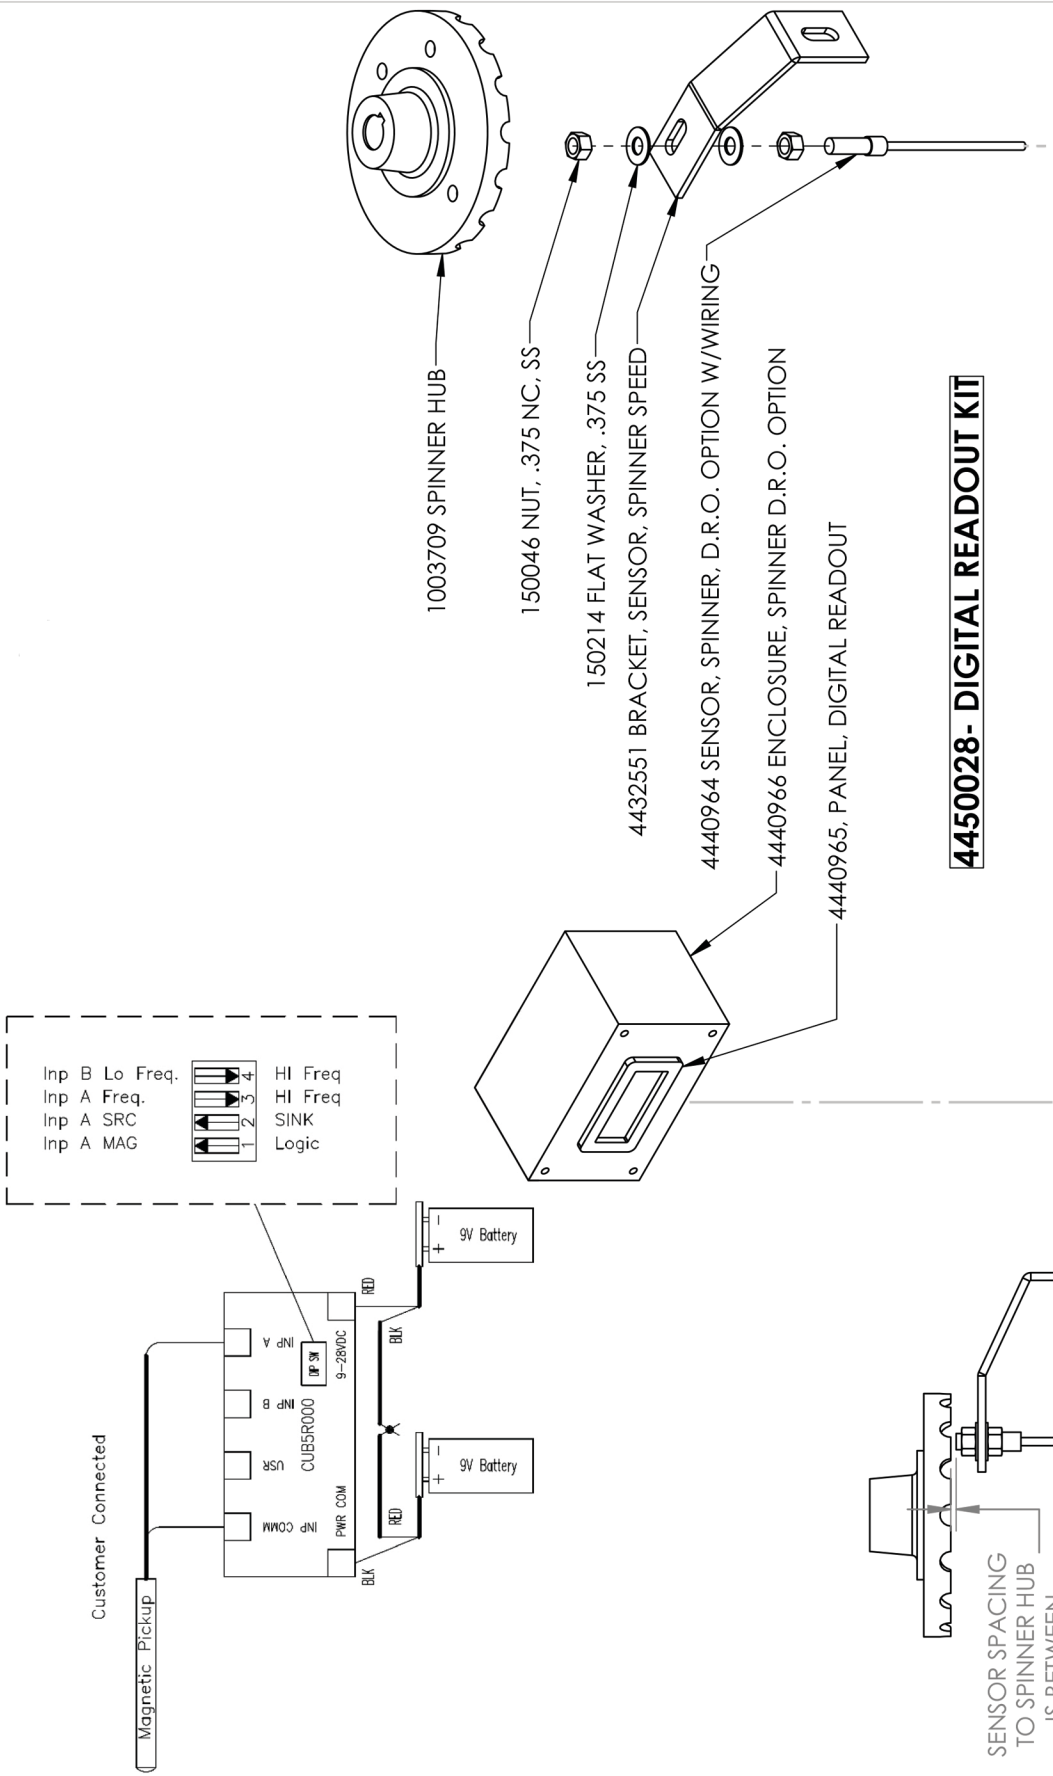 1003709 SPINNER HUB
150046 NUT, .375 NC, SS
150214 FLAT WASHER, .375 SS
4432551 BRACKET, SENSOR, SPINNER SPEED
4440964 SENSOR, SPINNER, D.R.O. OPTION W/WIRING
4440966 ENCLOSURE, SPINNER D.R.O. OPTION
4440965, PANEL, DIGITAL READOUT
4450028- DIGITAL READOUT KIT
Inp B Lo Freq. 4 HI Freq
Inp A Freq. 3 HI Freq
Inp A SRC 2 SINK
Inp A MAG 1 Logic
Customer Connected
Magnetic Pickup
INP A
INP B
USR
INP COMM
DIP SW
CUB5R000
9-28VDC
PWR COM
RED
BLK
+ -
9V Battery
RED
BLK
+ -
9V Battery
SENSOR SPACING
TO SPINNER HUB